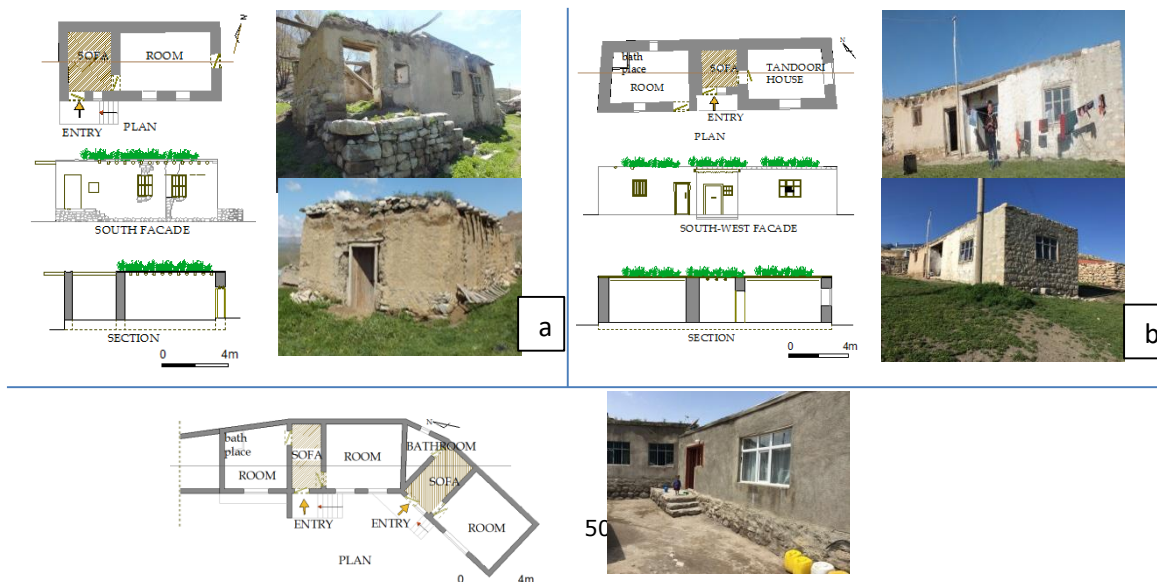 SOFA
ROOM
N
ENTRY
PLAN
SOUTH FACADE
SECTION
0 4m
a
bath
place
ROOM
SOFA
TANDOORI
HOUSE
N
ENTRY
PLAN
SOUTH-WEST FACADE
SECTION
0 4m
b
bath
place
ROOM
SOFA
ROOM
N
BATHROOM
SOFA
ROOM
ENTRY
ENTRY
PLAN
0 4m
50